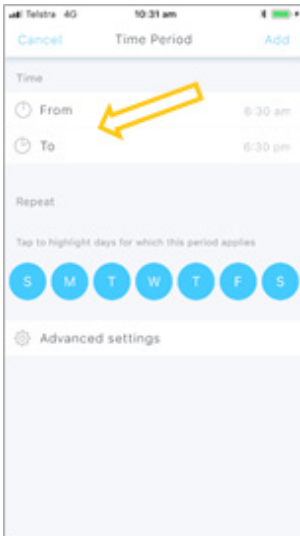 Telstra 4G 10:31 am
Cancel Time Period Add
Time
From 6:30 am
To 6:30 pm
Repeat
Tap to highlight days for which this period applies
S M T W T F S
Advanced settings